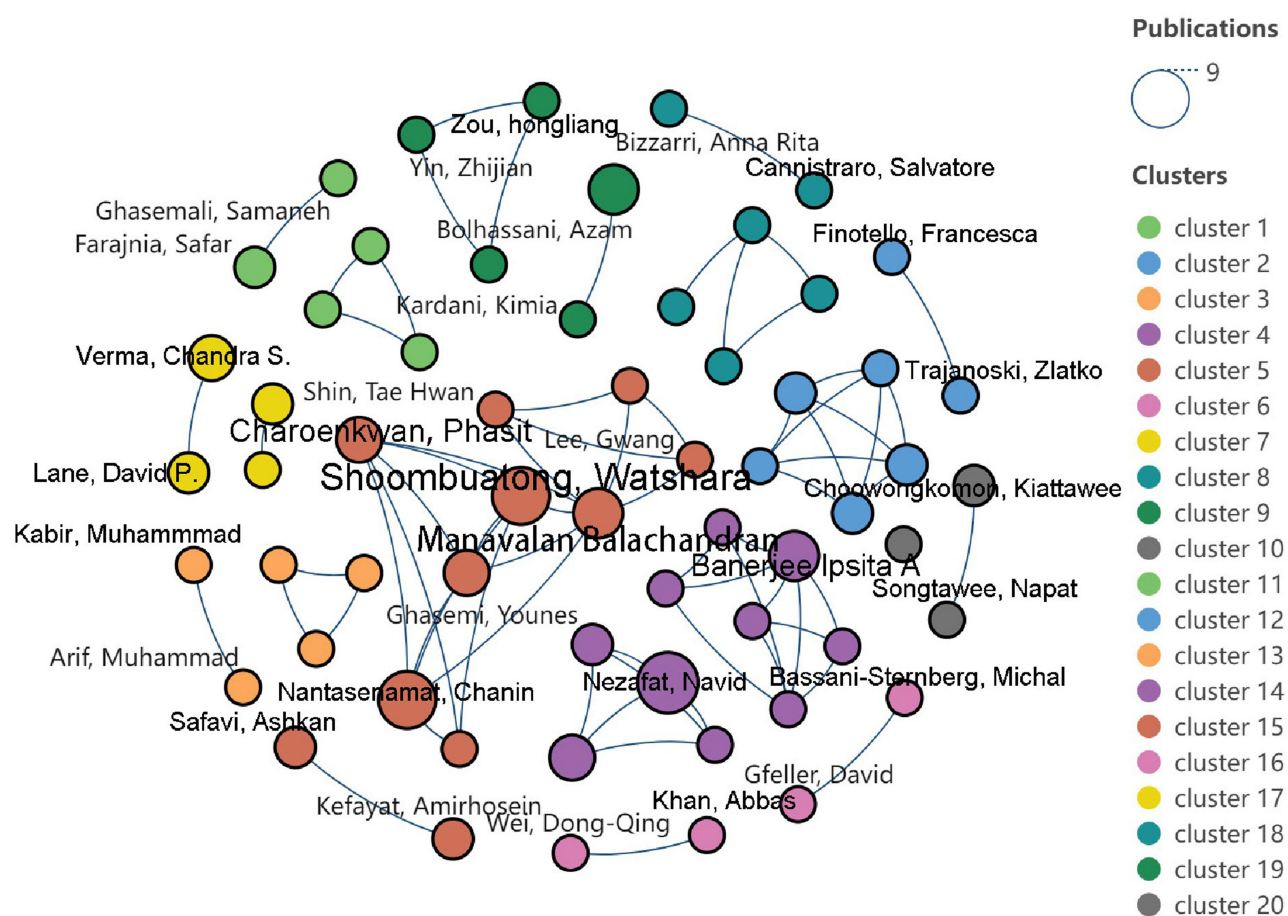 Publications
9
Zou, hongliang
Bizzarri, Anna Rita
Yin, Zhijian
Cannistraro, Salvatore
Clusters
Ghasemali, Samaneh
Farajnia, Safar
Bolhassani, Azam
Finotello, Francesca
Kardani, Kimia
Verma, Chandra S.
Trajanoski, Zlatko
Shin, Tae Hwan
Charoenkwan, Phasit
Lee, Gwang
Lane, David P.
Shoombuatong, Watshara
Choowongkomon, Kiattawee
Kabir, Muhammmad
Manavalan Balachandran
Banerjee Ipsita A
Songtawee, Napat
Ghasemi, Younes
Arif, Muhammad
Nantasenamat, Chanin
Nezafat, Navid
Bassani-Sternberg, Michal
Safavi, Ashkan
Gfeller, David
Kefayat, Amirhosein
Khan, Abbas
Wei, Dong-Qing
cluster 1
cluster 2
cluster 3
cluster 4
cluster 5
cluster 6
cluster 7
cluster 8
cluster 9
cluster 10
cluster 11
cluster 12
cluster 13
cluster 14
cluster 15
cluster 16
cluster 17
cluster 18
cluster 19
cluster 20